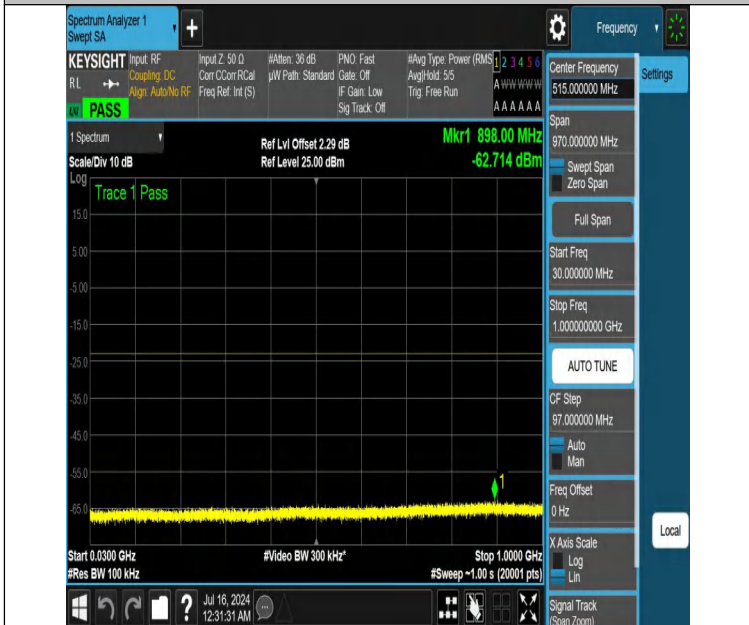 Spectrum Analyzer 1
Swept SA
Frequency
KEYSIGHT
RL
PASS
Input: RF
Coupling: DC
Align: Auto/No RF
Input Z: 50 Ω
Corr CCorr RCal
Freq Ref: Int (S)
#Atten: 36 dB
µW Path: Standard
PNO: Fast
Gate: Off
IF Gain: Low
Sig Track: Off
#Avg Type: Power (RMS
Avg|Hold: 5/5
Trig: Free Run
1 2 3 4 5 6
A W W W W W
A A A A A A
1 Spectrum
Scale/Div 10 dB
Ref Lvl Offset 2.29 dB
Ref Level 25.00 dBm
Mkr1 898.00 MHz
-62.714 dBm
Log
Trace 1 Pass
15.0
5.00
-5.00
-15.0
-25.0
-35.0
-45.0
-55.0
-65.0
1
Start 0.0300 GHz
#Res BW 100 kHz
#Video BW 300 kHz*
Stop 1.0000 GHz
#Sweep ~1.00 s (20001 pts)
Jul 16, 2024
12:31:31 AM
Center Frequency
515.000000 MHz
Settings
Span
970.000000 MHz
Swept Span
Zero Span
Full Span
Start Freq
30.000000 MHz
Stop Freq
1.000000000 GHz
AUTO TUNE
CF Step
97.000000 MHz
Auto
Man
Freq Offset
0 Hz
Local
X Axis Scale
Log
Lin
Signal Track
(Span Zoom)